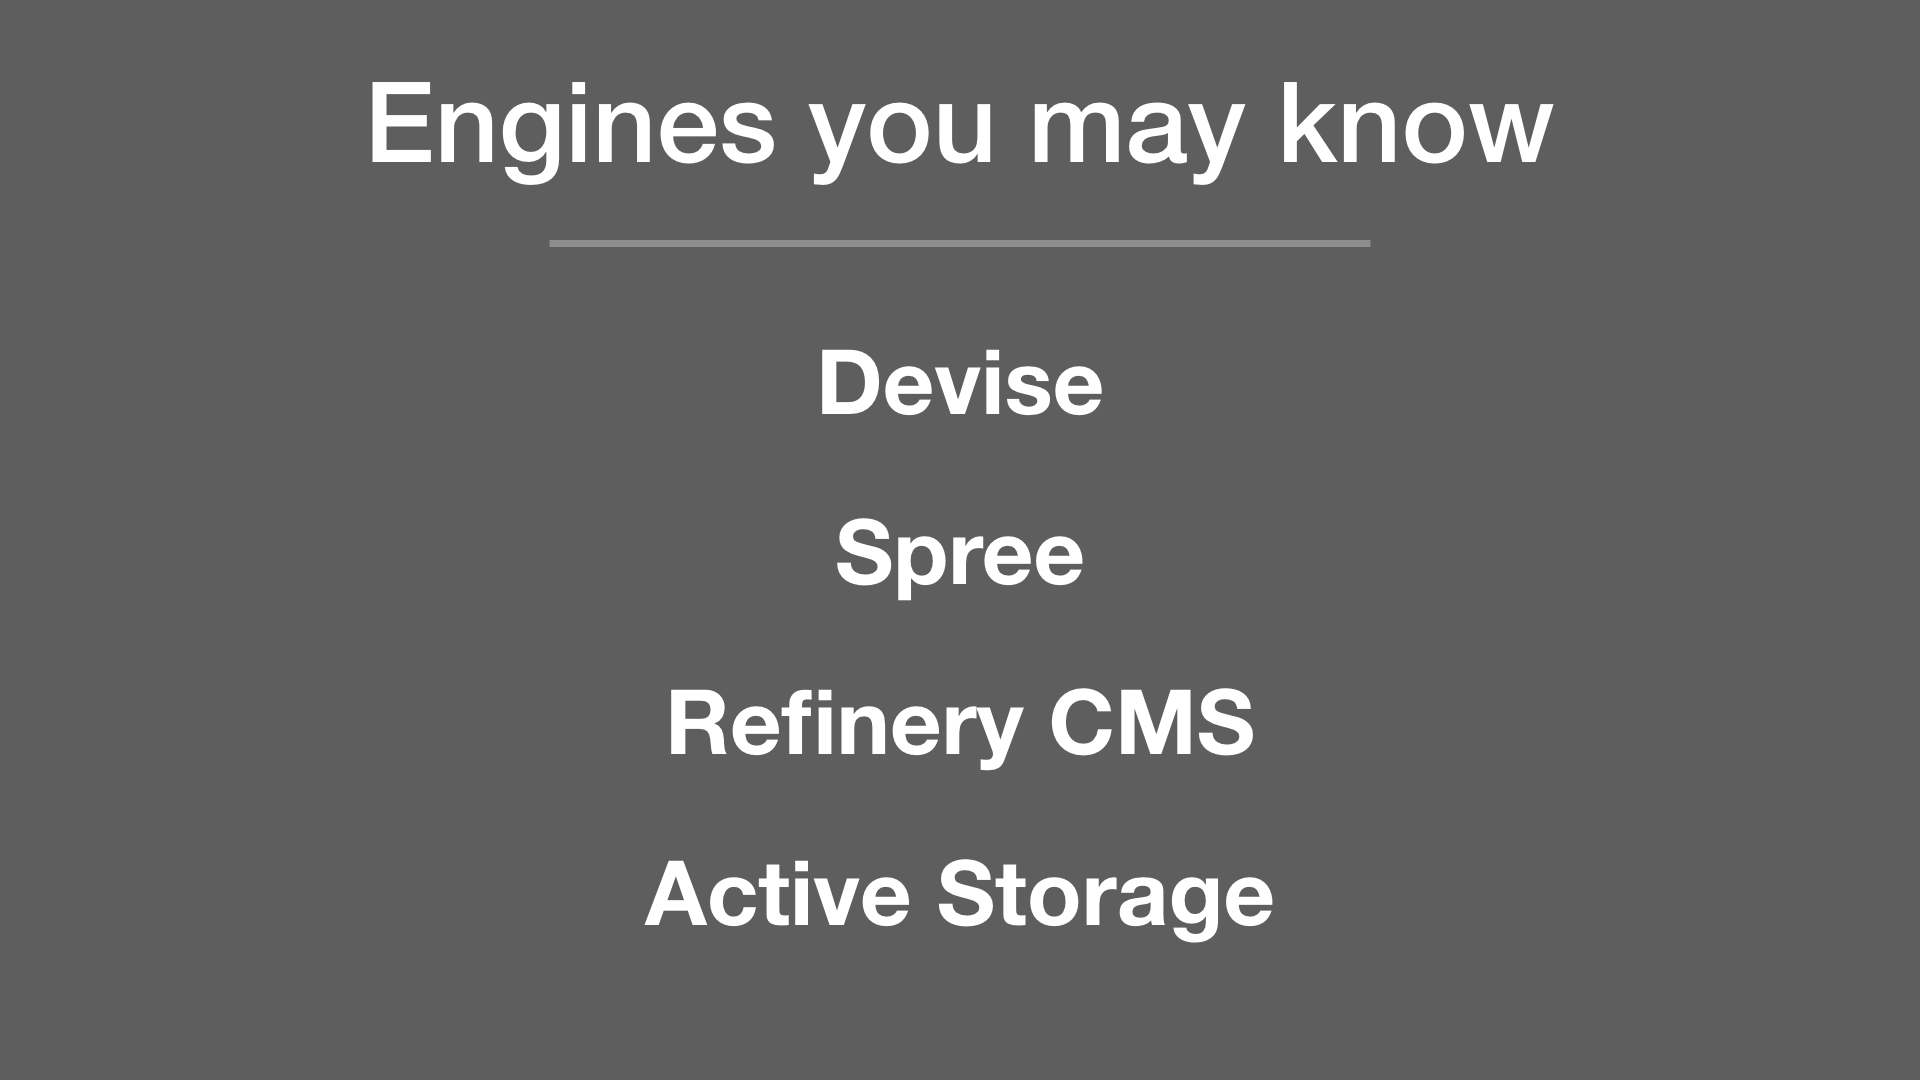 Engines you may know
Devise
Spree
Refinery CMS
Active Storage